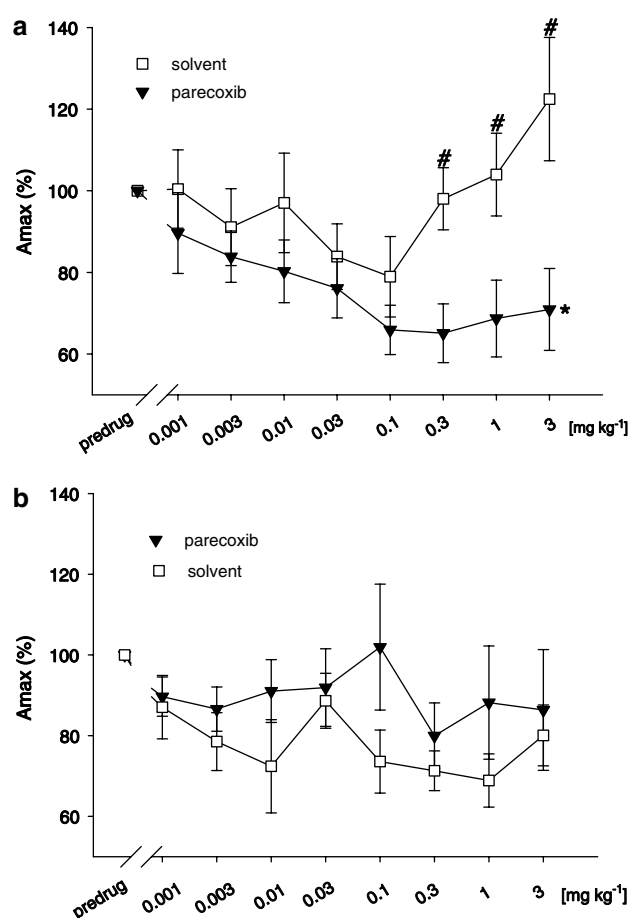 a
140
#
#
#
solvent
parecoxib
120
100
80
60
Amax (%)
*
predrug 0.001 0.003 0.01 0.03 0.1 0.3 1 3 [mg kg⁻¹]
b
140
parecoxib
solvent
120
100
80
60
Amax (%)
predrug 0.001 0.003 0.01 0.03 0.1 0.3 1 3 [mg kg⁻¹]